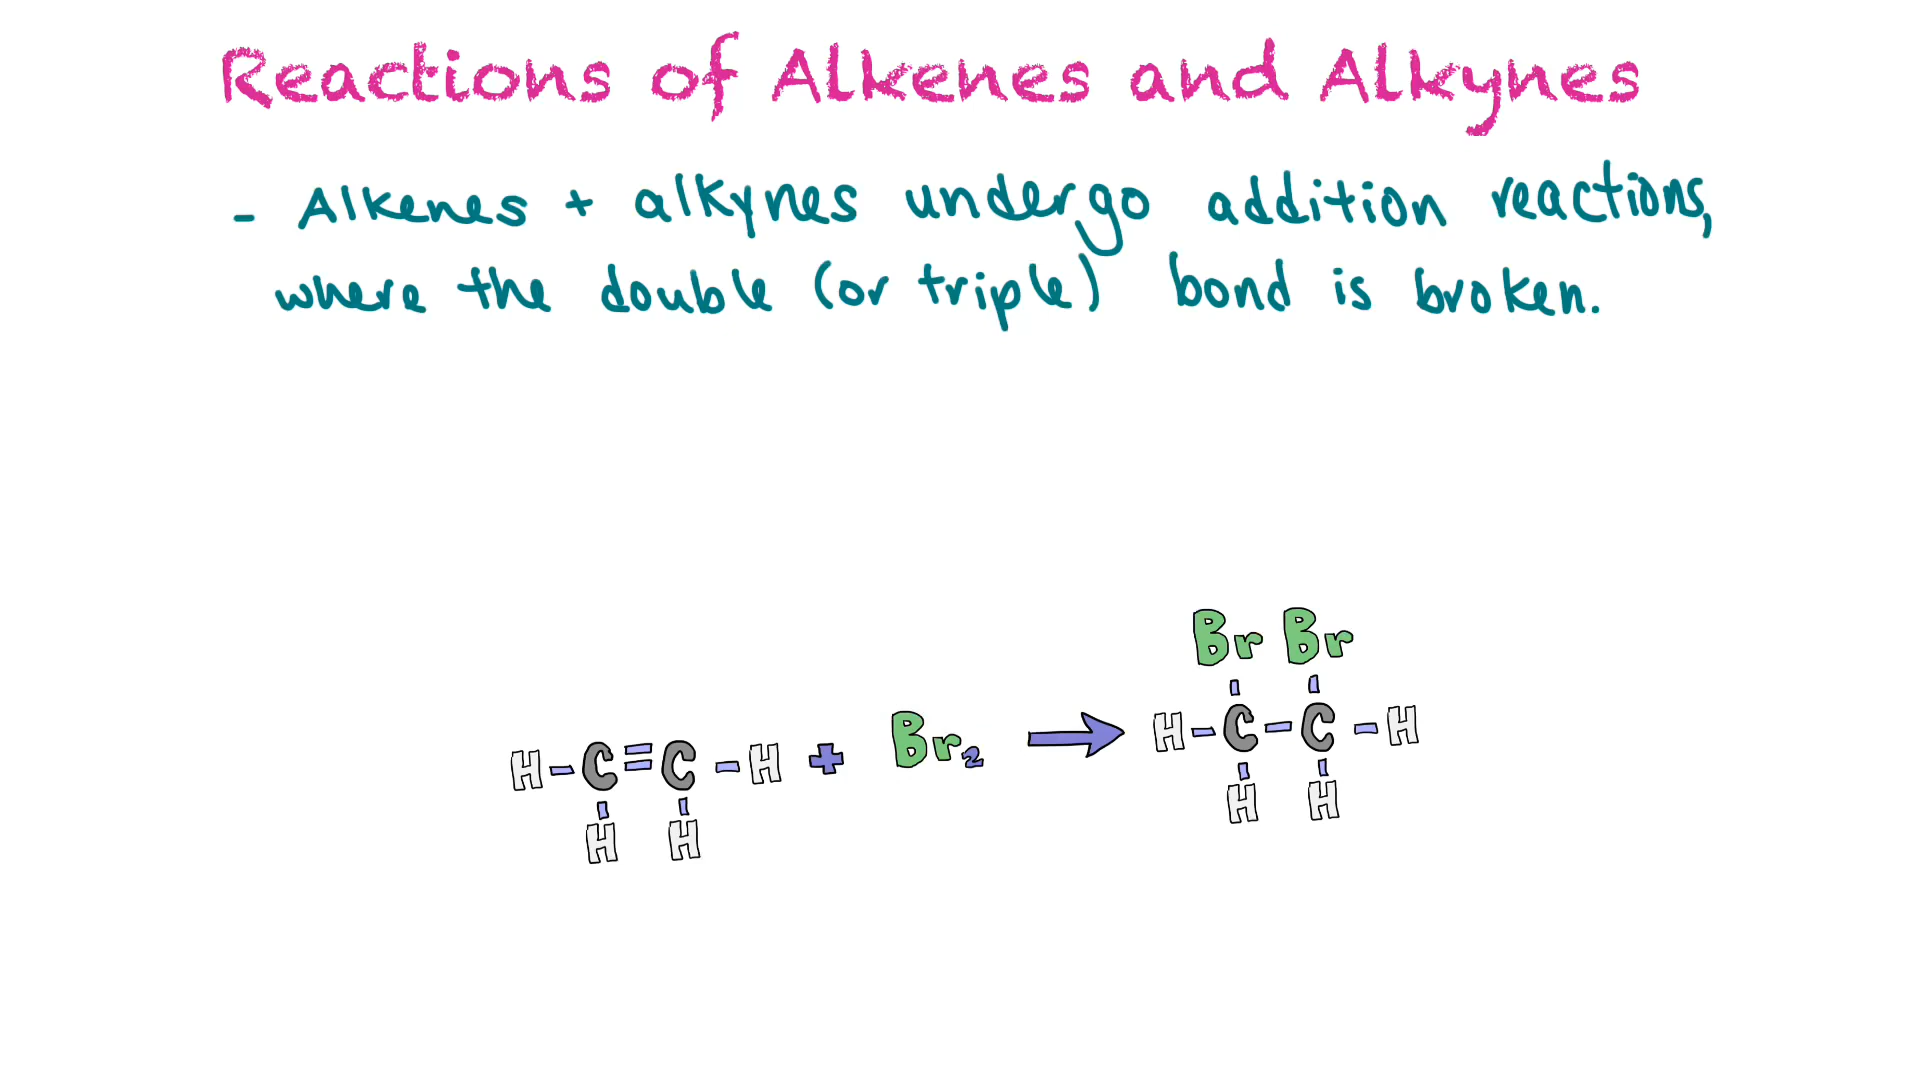 Reactions of Alkenes and Alkynes
- Alkenes + alkynes undergo addition reactions,
where the double (or triple) bond is broken.
Br Br
H-C=C-H + Br₂ → H-C-C-H
H H H H